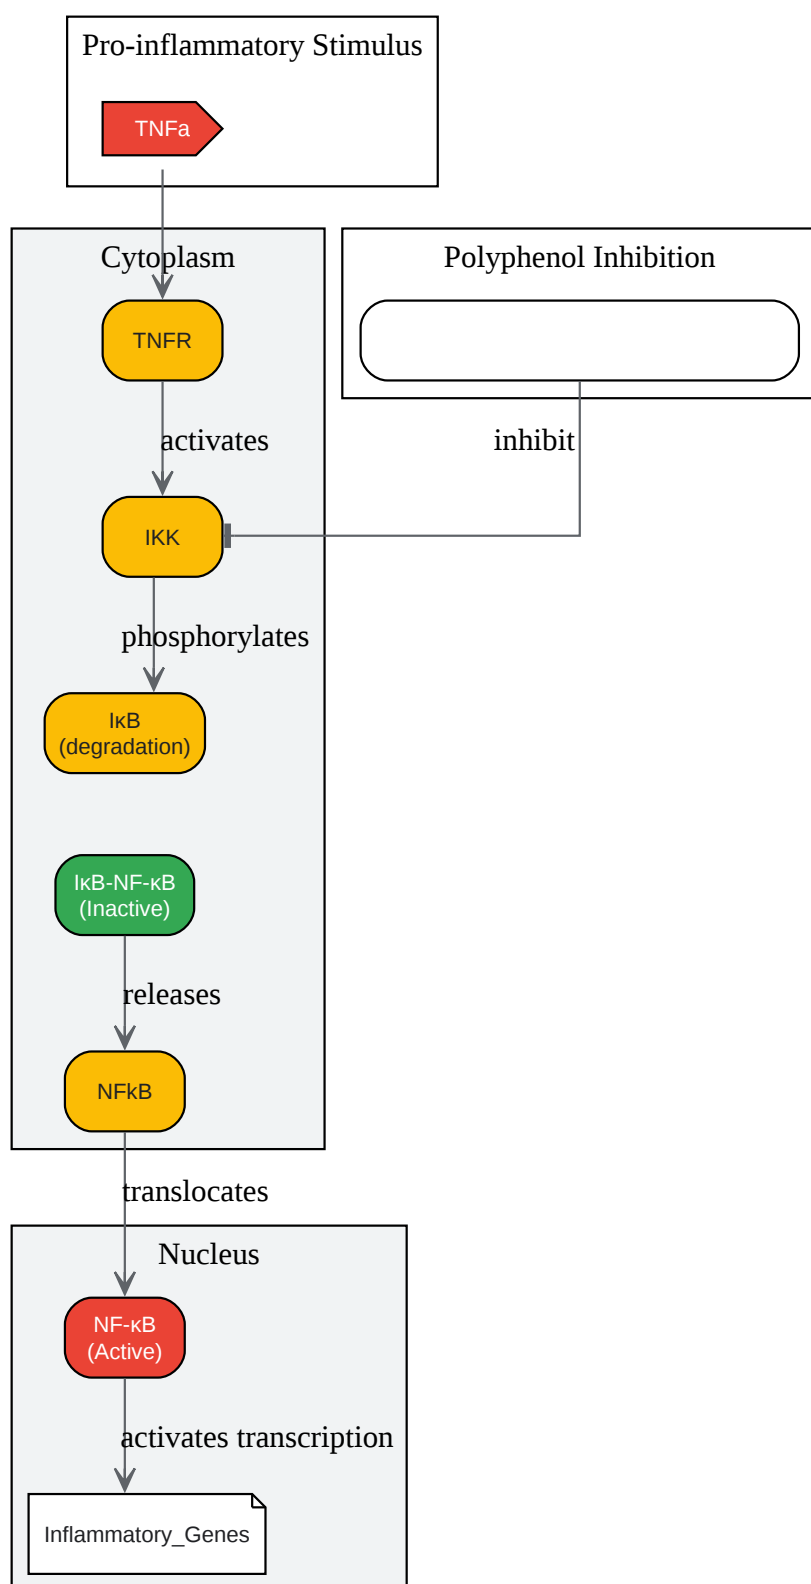 Pro-inflammatory Stimulus
TNFa
Cytoplasm
Polyphenol Inhibition
TNFR
activates
inhibit
IKK
phosphorylates
IκB
(degradation)
IκB-NF-κB
(Inactive)
releases
NFkB
translocates
Nucleus
NF-κB
(Active)
activates transcription
Inflammatory_Genes